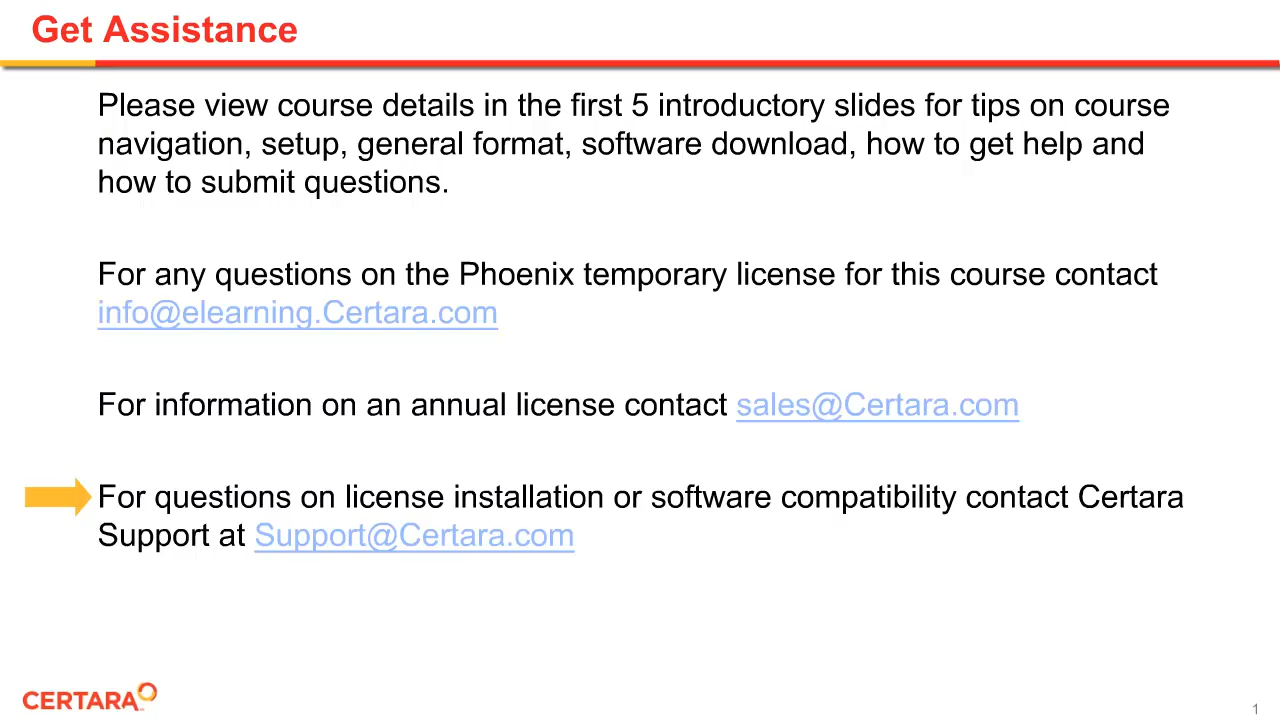 Get Assistance
Please view course details in the first 5 introductory slides for tips on course
navigation, setup, general format, software download, how to get help and
how to submit questions.
For any questions on the Phoenix temporary license for this course contact
info@elearning.Certara.com
For information on an annual license contact sales@Certara.com
For questions on license installation or software compatibility contact Certara
Support at Support@Certara.com
CERTARA
1